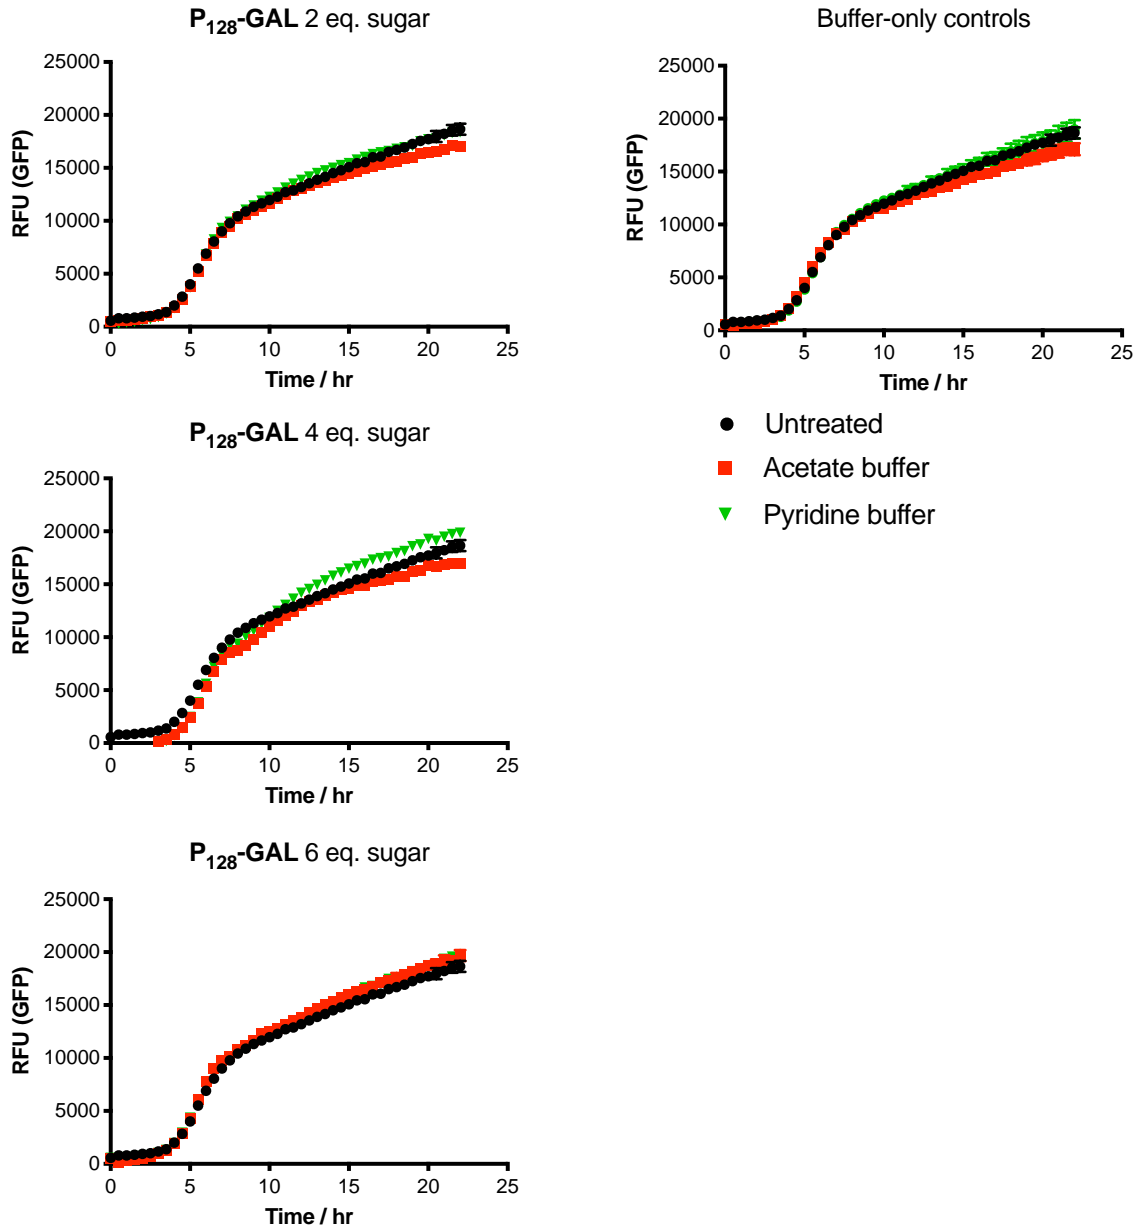 P128-GAL 2 eq. sugar
25000
20000
15000
10000
5000
0
RFU (GFP)
0 5 10 15 20 25
Time / hr
Buffer-only controls
25000
20000
15000
10000
5000
0
RFU (GFP)
0 5 10 15 20 25
Time / hr
Untreated
Acetate buffer
Pyridine buffer
P128-GAL 4 eq. sugar
25000
20000
15000
10000
5000
0
RFU (GFP)
0 5 10 15 20 25
Time / hr
P128-GAL 6 eq. sugar
25000
20000
15000
10000
5000
0
RFU (GFP)
0 5 10 15 20 25
Time / hr